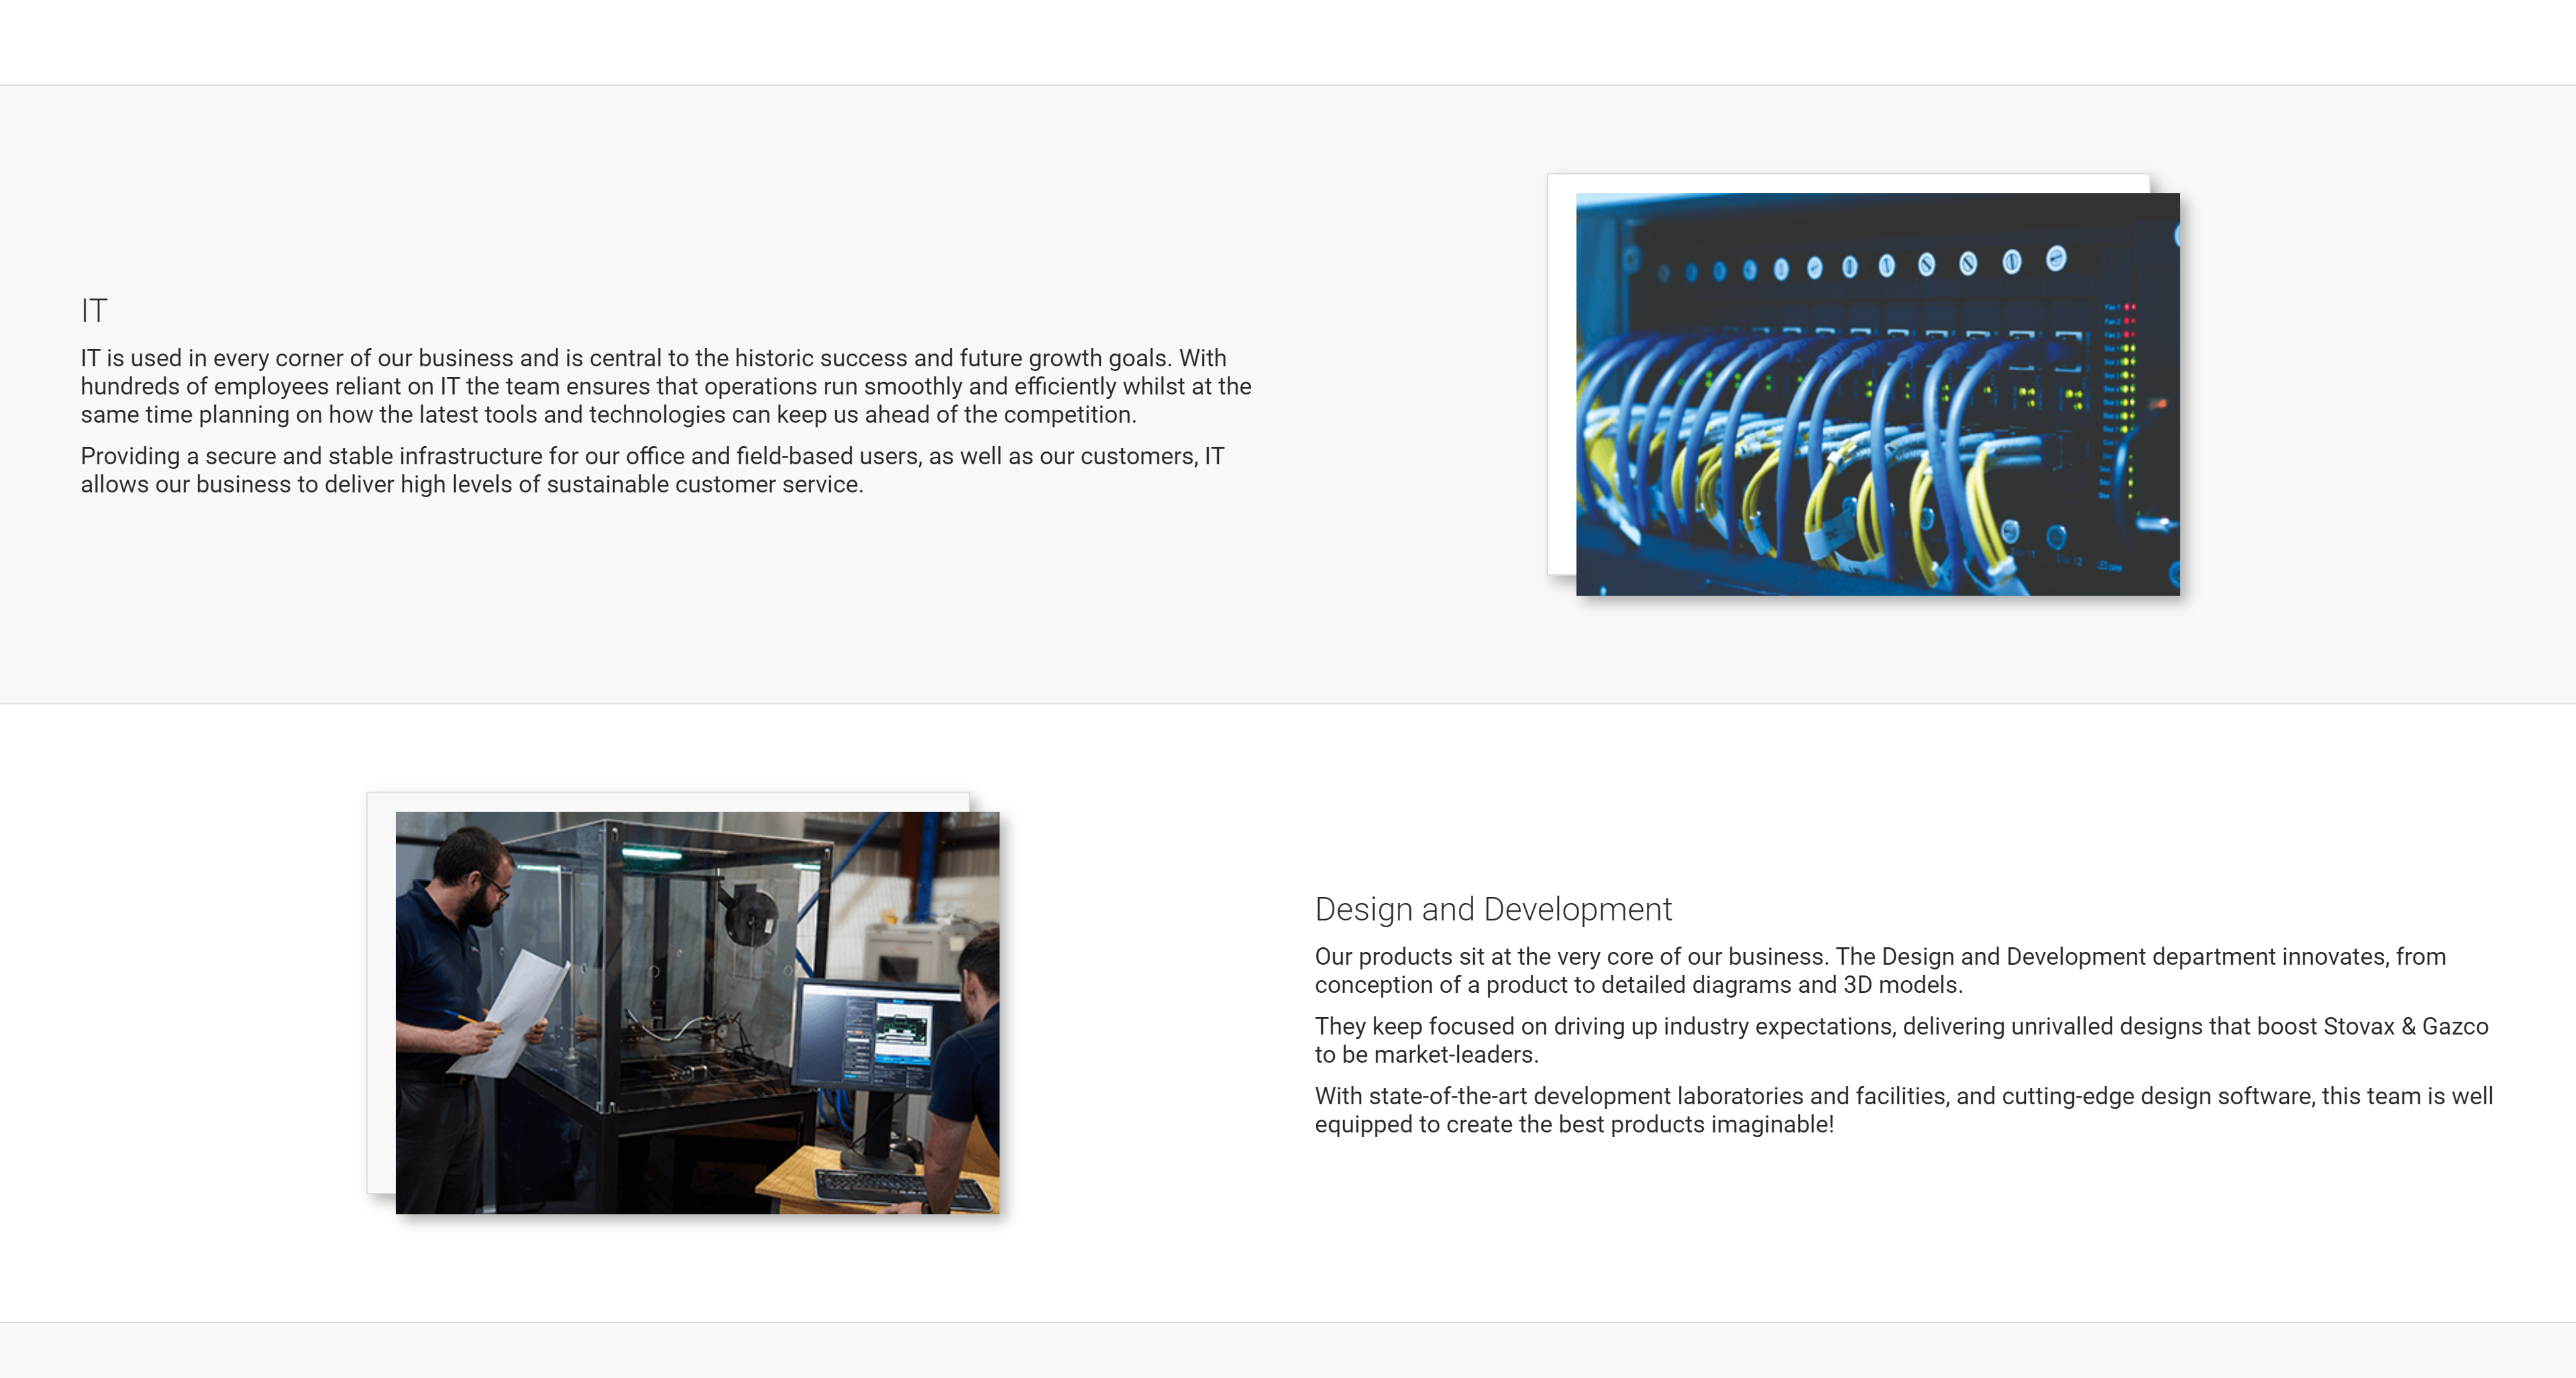 IT
IT is used in every corner of our business and is central to the historic success and future growth goals. With
hundreds of employees reliant on IT the team ensures that operations run smoothly and efficiently whilst at the
same time planning on how the latest tools and technologies can keep us ahead of the competition.
Providing a secure and stable infrastructure for our office and field-based users, as well as our customers, IT
allows our business to deliver high levels of sustainable customer service.
Fan 1
Design and Development
Our products sit at the very core of our business. The Design and Development department innovates, from
conception of a product to detailed diagrams and 3D models.
They keep focused on driving up industry expectations, delivering unrivalled designs that boost Stovax & Gazco
to be market-leaders.
With state-of-the-art development laboratories and facilities, and cutting-edge design software, this team is well
equipped to create the best products imaginable!